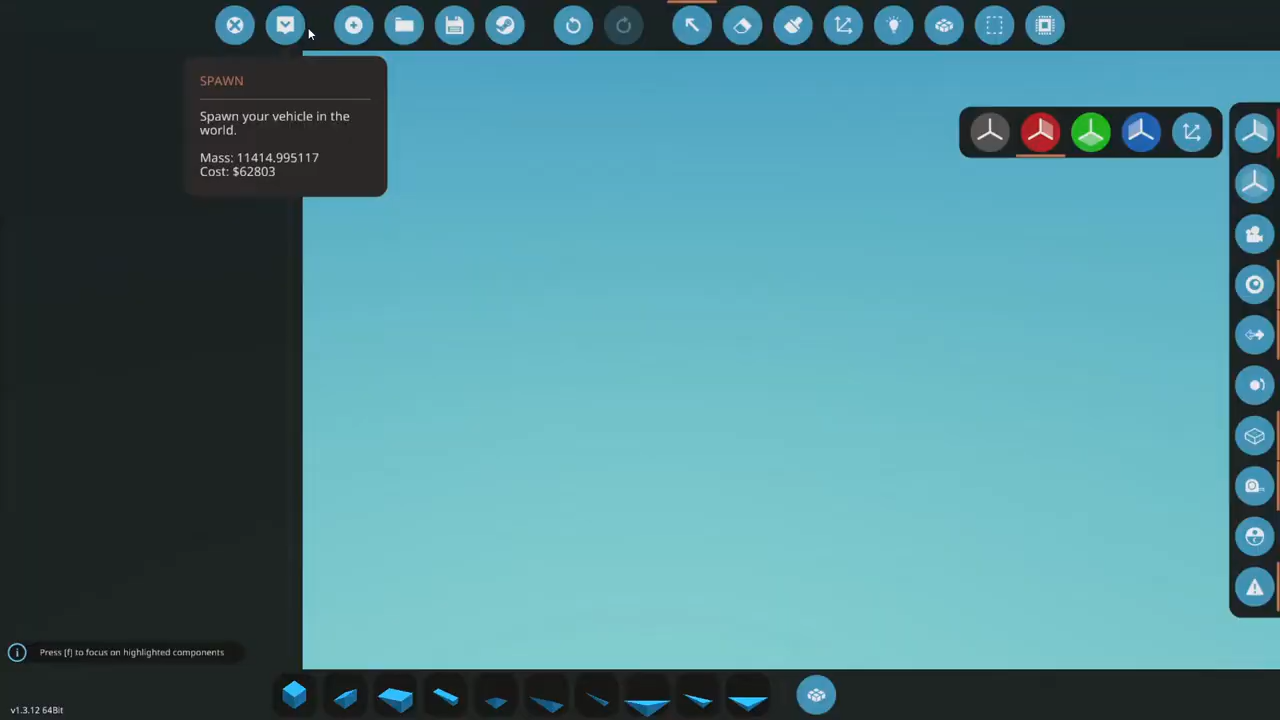 SPAWN
Spawn your vehicle in the
world.
Mass: 11414.995117
Cost: $62803
Press [f] to focus on highlighted components
v1.3.12 64Bit